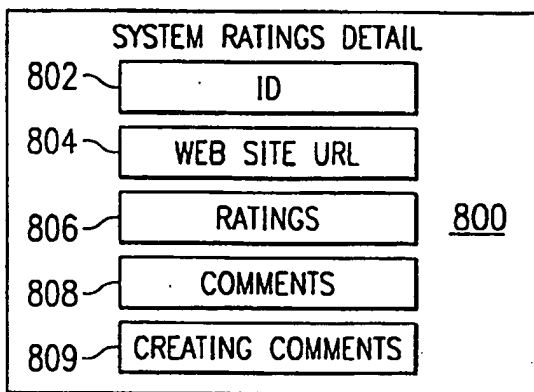 SYSTEM RATINGS DETAIL
802 ID
804 WEB SITE URL
806 RATINGS 800
808 COMMENTS
809 CREATING COMMENTS